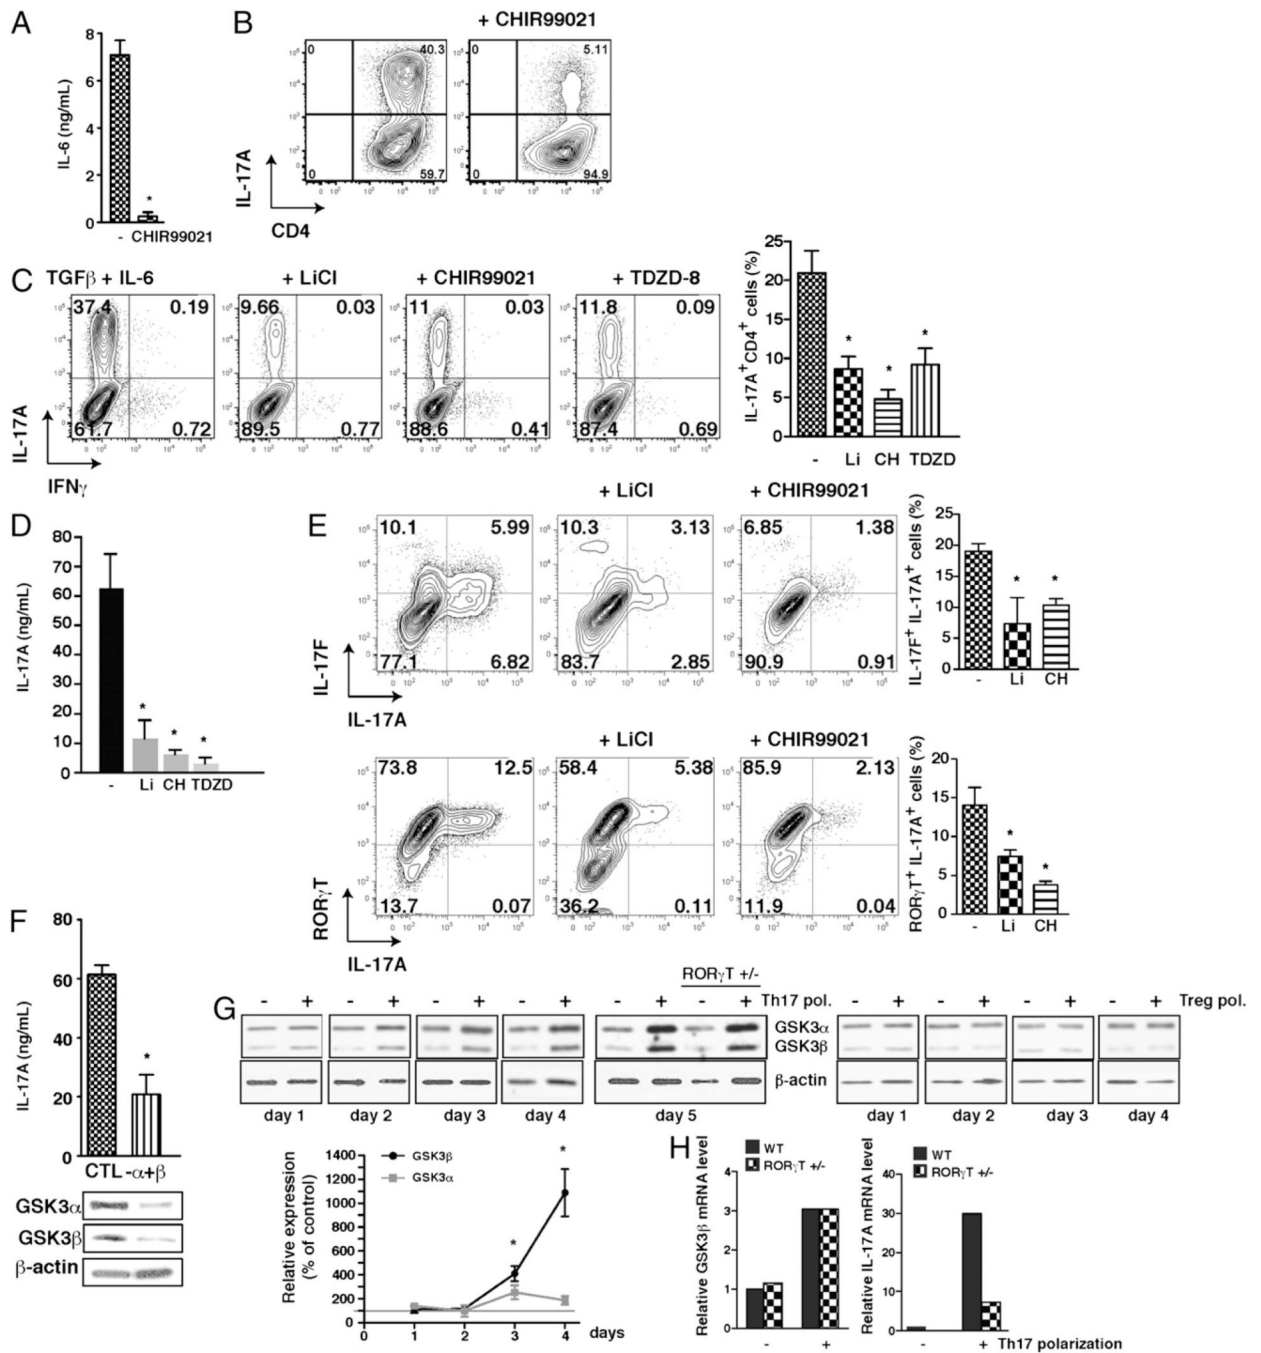 A
IL-6 (ng/mL)
8
6
4
2
0
*
- CHIR99021
B
+ CHIR99021
0 40.3
0 59.7
0 5.11
0 94.9
IL-17A
CD4
C
TGFβ + IL-6
+ LiCl
+ CHIR99021
+ TDZD-8
37.4 0.19
61.7 0.72
9.66 0.03
89.5 0.77
11 0.03
88.6 0.41
11.8 0.09
87.4 0.69
IL-17A
IFNγ
IL-17A+CD4+ cells (%)
25
20
15
10
5
0
* * *
- Li CH TDZD
D
IL-17A (ng/mL)
80
70
60
50
40
30
20
10
0
* * *
- Li CH TDZD
E
+ LiCl
+ CHIR99021
10.1 5.99
77.1 6.82
10.3 3.13
83.7 2.85
6.85 1.38
90.9 0.91
IL-17F
IL-17A
IL-17F+ IL-17A+ cells (%)
25
20
15
10
5
0
* *
- Li CH
+ LiCl
+ CHIR99021
73.8 12.5
13.7 0.07
58.4 5.38
36.2 0.11
85.9 2.13
11.9 0.04
RORγT
IL-17A
RORγT+ IL-17A+ cells (%)
20
15
10
5
0
* *
- Li CH
F
IL-17A (ng/mL)
80
60
40
20
0
*
CTL -α+β
GSK3α
GSK3β
β-actin
G
RORγT +/-
- + - + - + - + - + - + Th17 pol.
- + - + - + - + Treg pol.
GSK3α
GSK3β
β-actin
day 1 day 2 day 3 day 4 day 5
day 1 day 2 day 3 day 4
Relative expression
(% of control)
1400
1200
1000
800
600
400
200
0
GSK3β
GSK3α
* *
0 1 2 3 4 days
H
Relative GSK3β mRNA level
WT
RORγT +/-
4
3
2
1
0
- +
Relative IL-17A mRNA level
WT
RORγT +/-
40
30
20
10
0
- + Th17 polarization